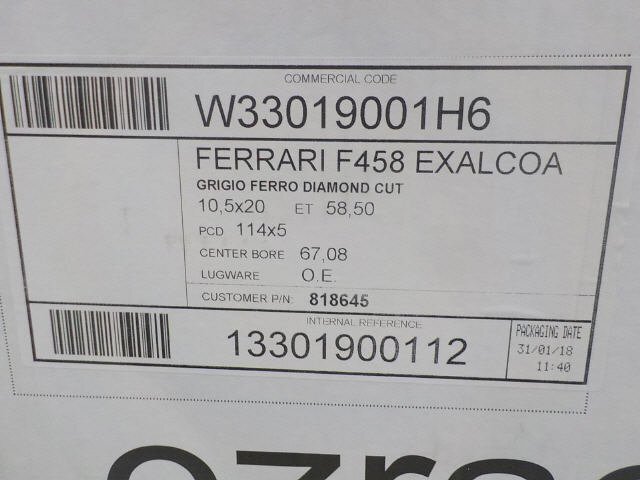 COMMERCIAL CODE
W33019001H6
FERRARI F458 EXALCOA
GRIGIO FERRO DIAMOND CUT
10,5x20 ET 58,50
PCD 114x5
CENTER BORE 67,08
LUGWARE O.E.
CUSTOMER P/N: 818645
INTERNAL REFERENCE
13301900112
PACKAGING DATE
31/01/18
11:40